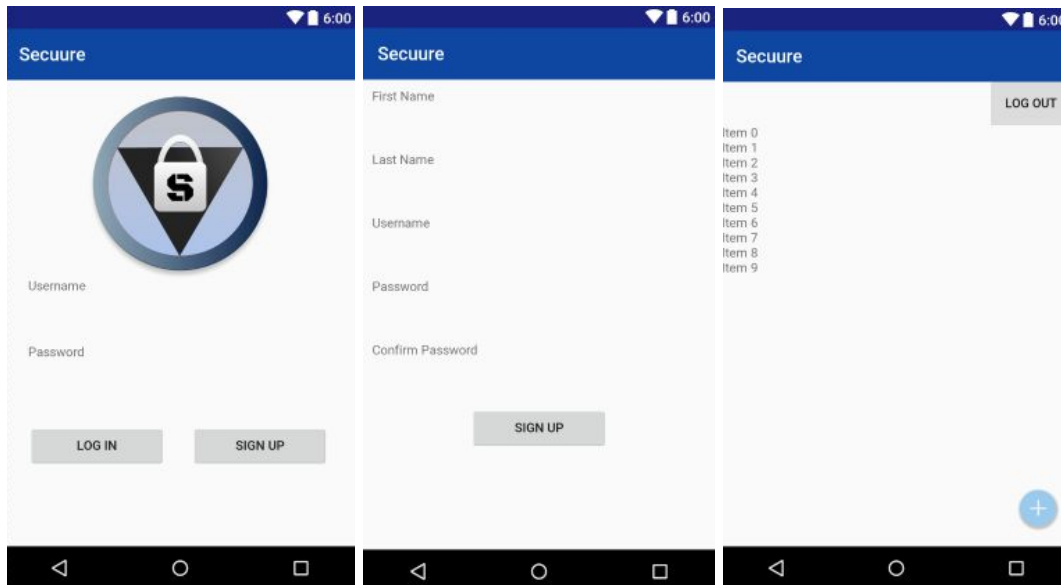 6:00
Secuure
S
Username
Password
LOG IN
SIGN UP
6:00
Secuure
First Name
Last Name
Username
Password
Confirm Password
SIGN UP
6:00
Secuure
LOG OUT
Item 0
Item 1
Item 2
Item 3
Item 4
Item 5
Item 6
Item 7
Item 8
Item 9